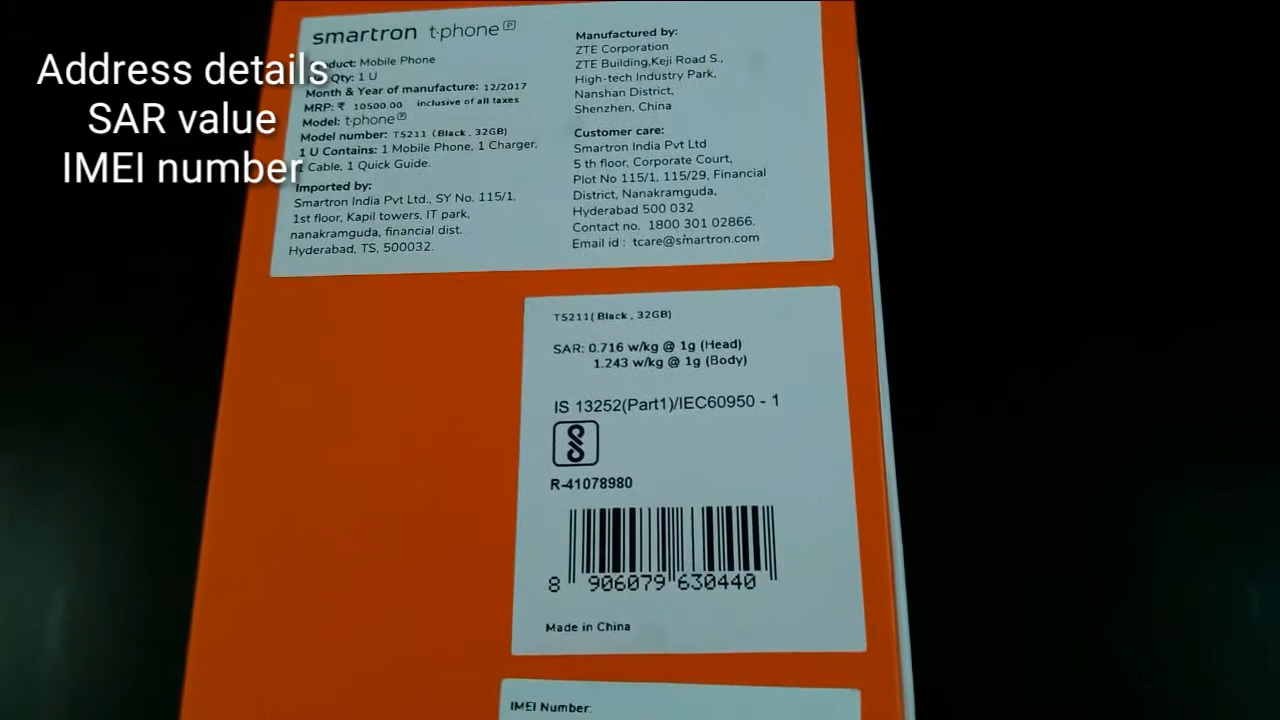 Address details
SAR value
IMEI number
smartron t.phone P
Product: Mobile Phone
Qty: 1 U
Month & Year of manufacture: 12/2017
MRP: ₹ 10500.00 inclusive of all taxes
Model: t.phone P
Model number: T5211 (Black , 32GB)
1 U Contains: 1 Mobile Phone, 1 Charger,
1 Cable, 1 Quick Guide.
Imported by:
Smartron India Pvt Ltd., SY No. 115/1,
1st floor, Kapil towers, IT park,
nanakramguda, financial dist.
Hyderabad, TS, 500032.
Manufactured by:
ZTE Corporation
ZTE Building,Keji Road S.,
High-tech Industry Park,
Nanshan District,
Shenzhen, China
Customer care:
Smartron India Pvt Ltd
5 th floor, Corporate Court,
Plot No 115/1, 115/29, Financial
District, Nanakramguda,
Hyderabad 500 032
Contact no. 1800 301 02866.
Email id : tcare@smartron.com
T5211( Black , 32GB)
SAR: 0.716 w/kg @ 1g (Head)
1.243 w/kg @ 1g (Body)
IS 13252(Part1)/IEC60950 - 1
R-41078980
8 906079 630440
Made in China
IMEI Number: